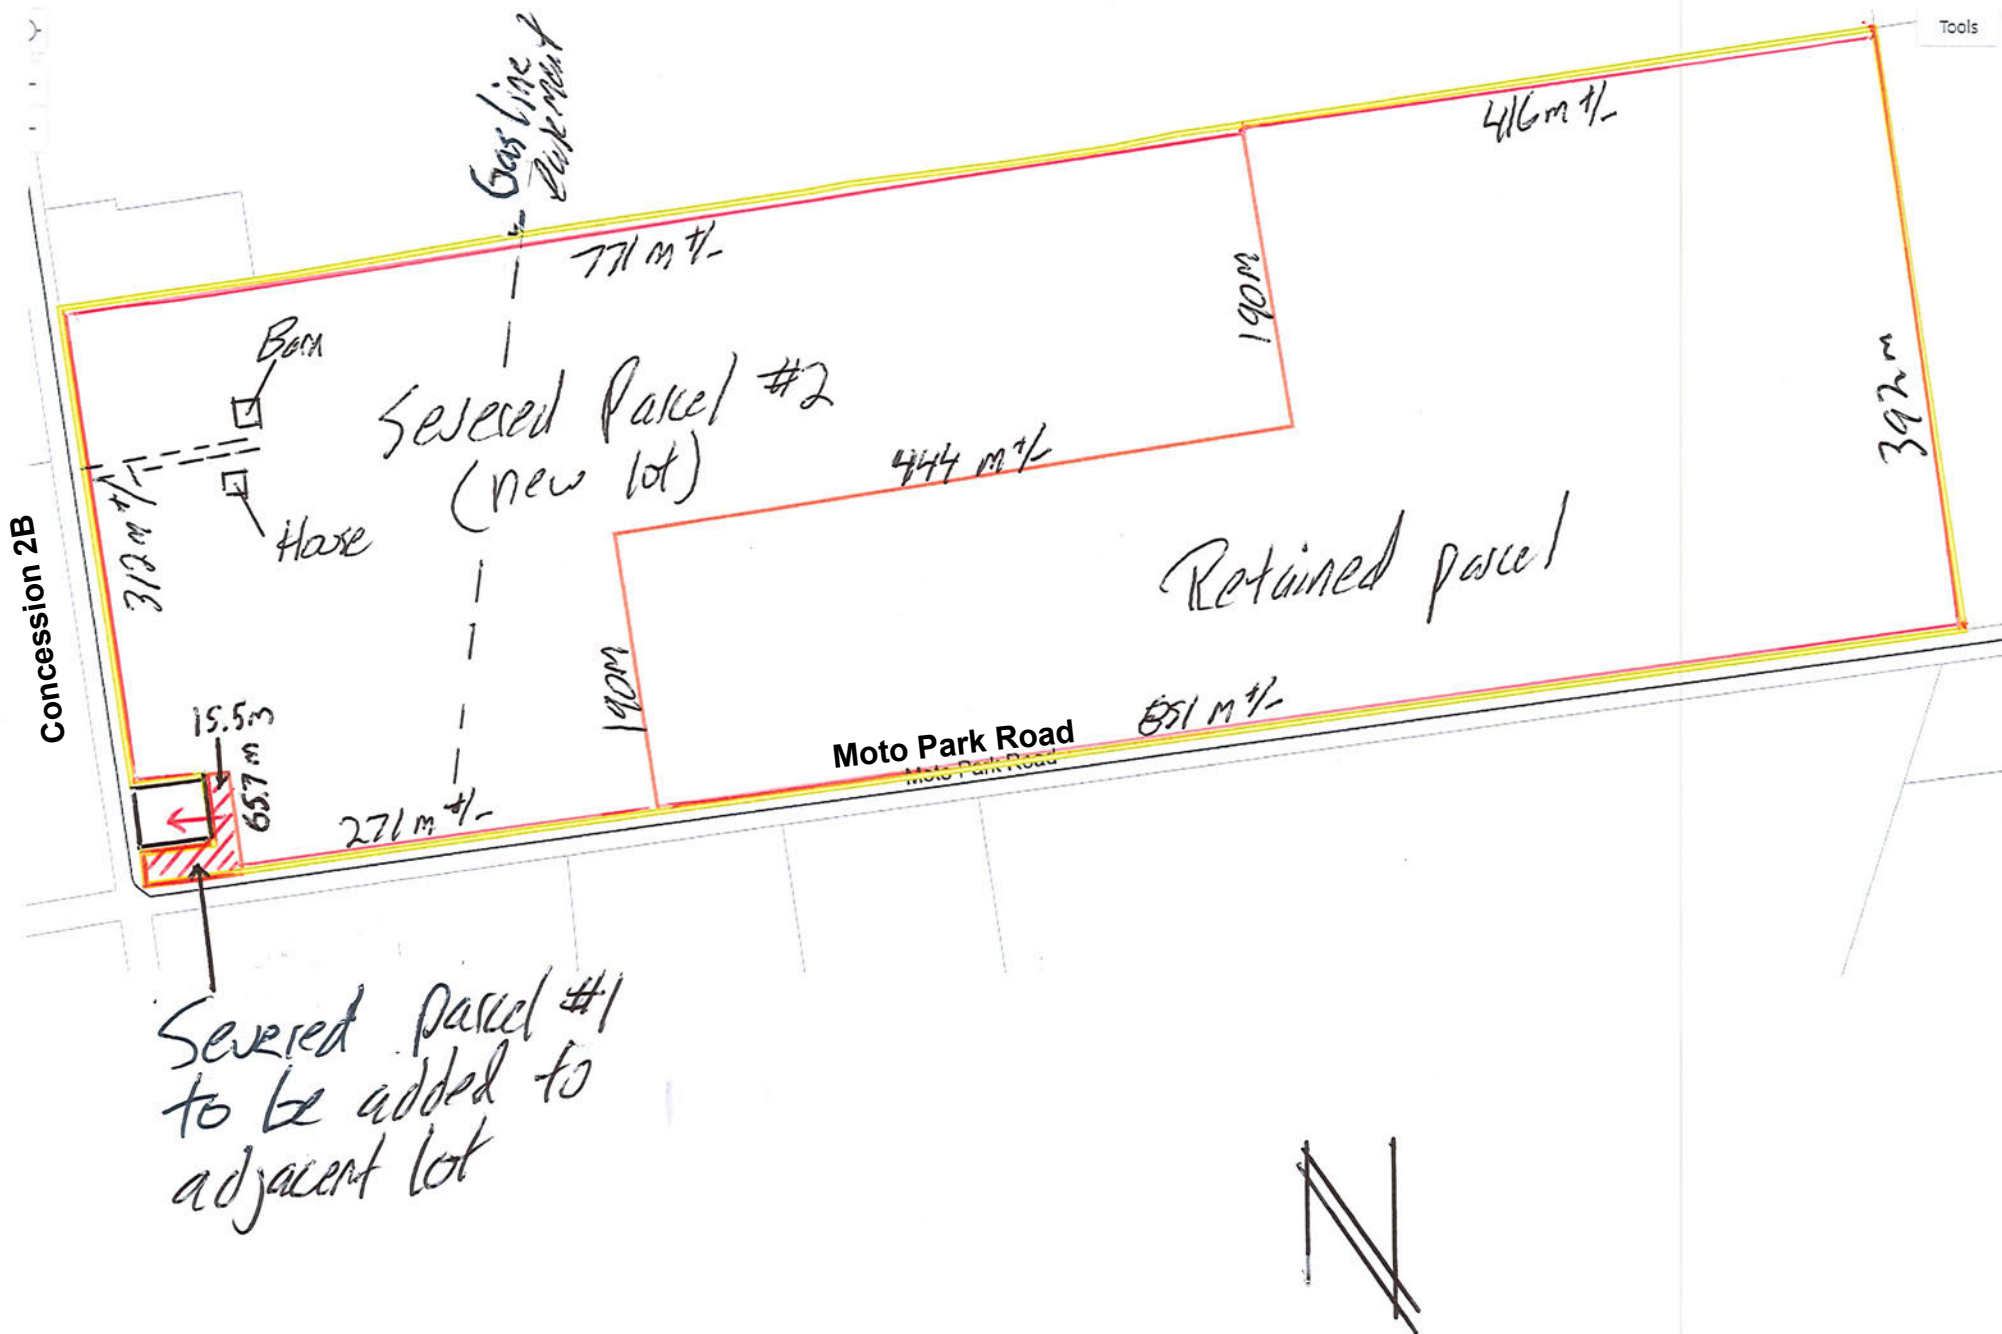 Tools
Gas Line
Easement
416m +/-
771 m +/-
190M
Barn
392m
Severed Parcel #2
(new lot)
444 m +/-
312m +/-
House
Concession 2B
Retained parcel
190M
15.5m
65.7 m
851 m +/-
Moto Park Road
Moto Park Road
271m +/-
Severed parcel #1
to be added to
adjacent lot
N